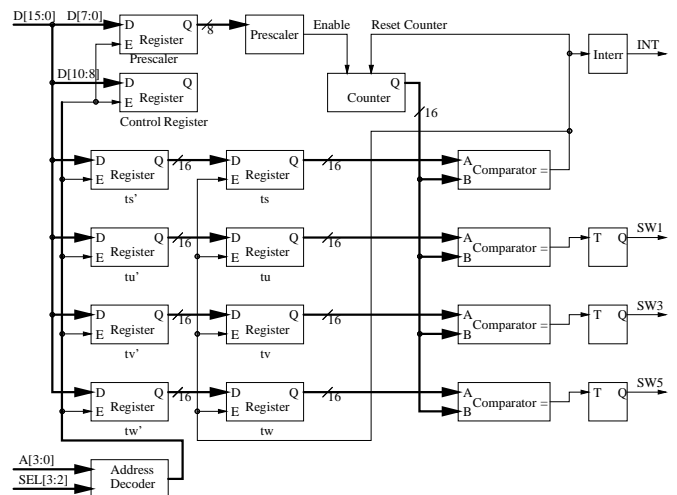 D[15:0] D[7:0] D Q 8 Prescaler Enable Reset Counter Interr INT
E Register
Prescaler
D[10:8] D Q
E Register
Control Register
Q
Counter
16
D Q 16 D Q 16 A
E Register E Register B Comparator =
ts' ts
D Q 16 D Q 16 A T Q SW1
E Register E Register B Comparator =
tu' tu
D Q 16 D Q 16 A T Q SW3
E Register E Register B Comparator =
tv' tv
D Q 16 D Q 16 A T Q SW5
E Register E Register B Comparator =
tw' tw
A[3:0]
SEL[3:2]
Address
Decoder